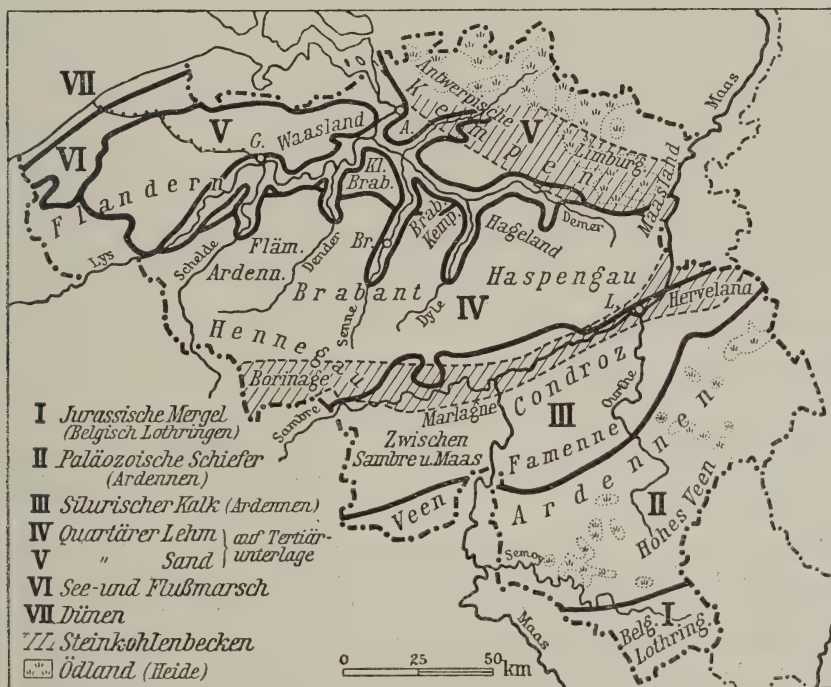 VII
VI
V
G.
Waasland
Flandern
Lys
Schelde
Fläm.
Ardenn.
Dender
Kl.
Brab.
A.
Antwerpische
Kempen
V
Limburg
Maas
Maasland
Br.
Brab.
Kemp.
Hageland
Demer
Brabant
Senne
Dyle
IV
Haspengau
L.
Herveland
Hennegau
Borinage
Sambre
Marlagne
Condroz
III
Ourthe
Zwischen
Sambre u. Maas
Famenne
Ardennen
Veen
II
Hohes Veen
Semois
I
Belg.
Lothring.
Maas
I Jurassische Mergel
(Belgisch Lothringen)
II Paläozoische Schiefer
(Ardennen)
III Silurischer Kalk (Ardennen)
IV Quartärer Lehm } auf Tertiär-
V " Sand } unterlage
VI See- und Flußmarsch
VII Dünen
Steinkohlenbecken
Ödland (Heide)
0 25 50 km